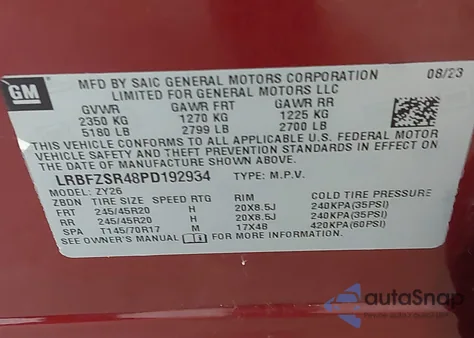 GM
MFD BY SAIC GENERAL MOTORS CORPORATION 08/23
LIMITED FOR GENERAL MOTORS LLC
GVWR GAWR FRT GAWR RR
2350 KG 1270 KG 1225 KG
5180 LB 2799 LB 2700 LB
THIS VEHICLE CONFORMS TO ALL APPLICABLE U.S. FEDERAL MOTOR
VEHICLE SAFETY, BUMPER, AND THEFT PREVENTION STANDARDS IN EFFECT ON
THE DATE OF MANUFACTURE SHOWN ABOVE.
LRBFZSR48PD192934 TYPE: M.P.V.
MODEL: ZY26
ZBDN TIRE SIZE SPEED RTG RIM COLD TIRE PRESSURE
FRT 245/45R20 H 20X8.5J 240KPA(35PSI)
RR 245/45R20 H 20X8.5J 240KPA(35PSI)
SPA T145/70R17 M 17X4B 420KPA(60PSI)
SEE OWNER'S MANUAL FOR MORE INFORMATION.
autoSnap